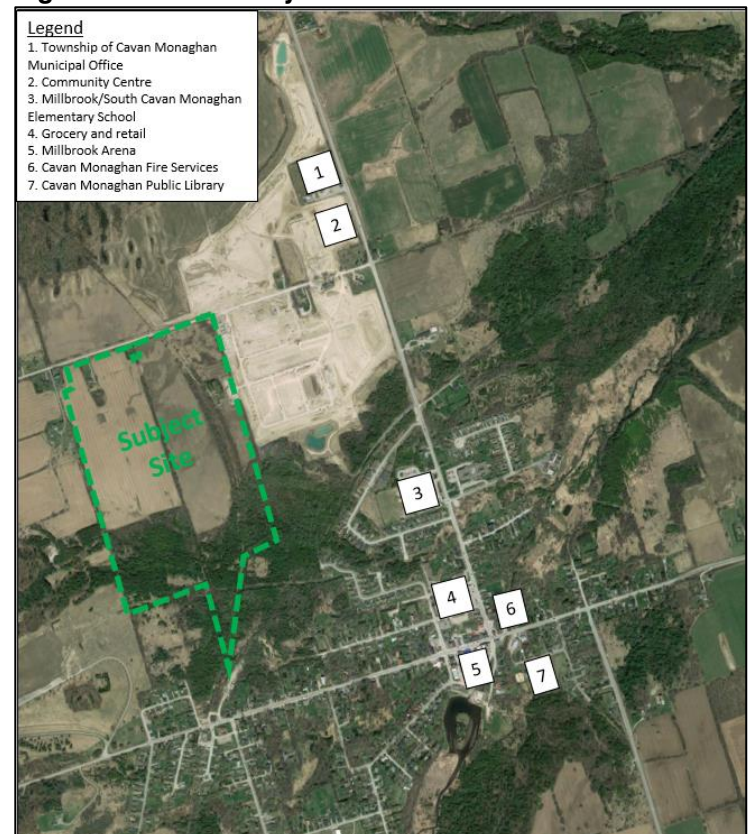 Legend
1. Township of Cavan Monaghan
Municipal Office
2. Community Centre
3. Millbrook/South Cavan Monaghan
Elementary School
4. Grocery and retail
5. Millbrook Arena
6. Cavan Monaghan Fire Services
7. Cavan Monaghan Public Library
1
2
Subject
Site
3
4
6
5
7